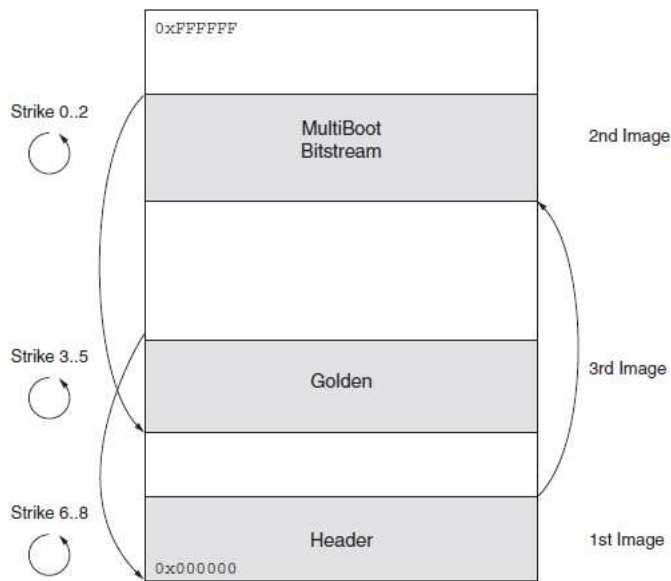 0xFFFFFF
Strike 0..2
MultiBoot
Bitstream
2nd Image
Strike 3..5
Golden
3rd Image
Strike 6..8
Header
1st Image
0x000000